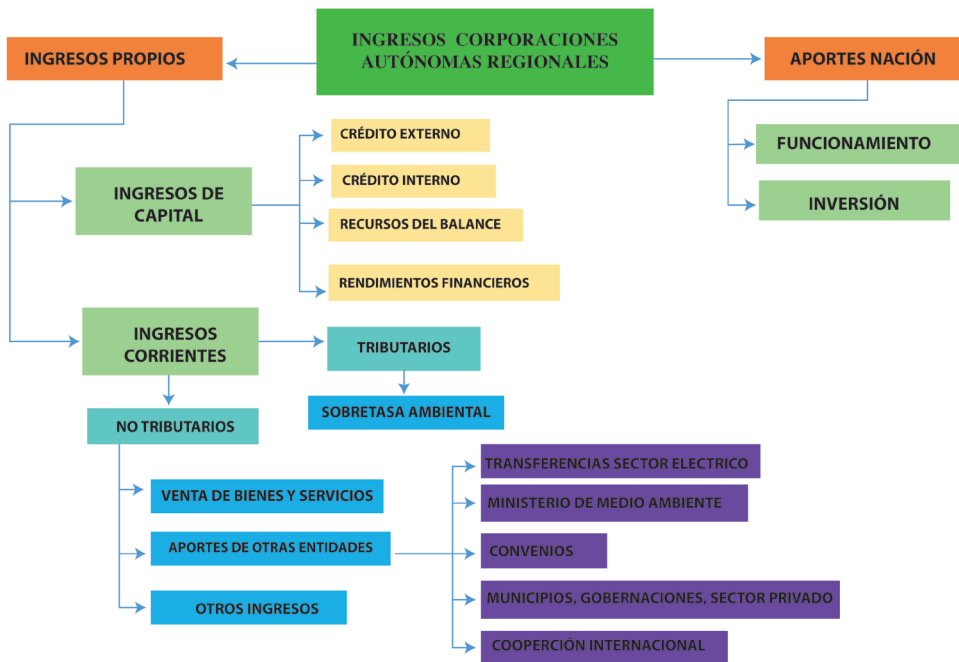 INGRESOS CORPORACIONES
AUTÓNOMAS REGIONALES
INGRESOS PROPIOS
APORTES NACIÓN
FUNCIONAMIENTO
INVERSIÓN
INGRESOS DE
CAPITAL
CRÉDITO EXTERNO
CRÉDITO INTERNO
RECURSOS DEL BALANCE
RENDIMIENTOS FINANCIEROS
INGRESOS
CORRIENTES
TRIBUTARIOS
SOBRETASA AMBIENTAL
NO TRIBUTARIOS
VENTA DE BIENES Y SERVICIOS
APORTES DE OTRAS ENTIDADES
OTROS INGRESOS
TRANSFERENCIAS SECTOR ELECTRICO
MINISTERIO DE MEDIO AMBIENTE
CONVENIOS
MUNICIPIOS, GOBERNACIONES, SECTOR PRIVADO
COOPERCIÓN INTERNACIONAL